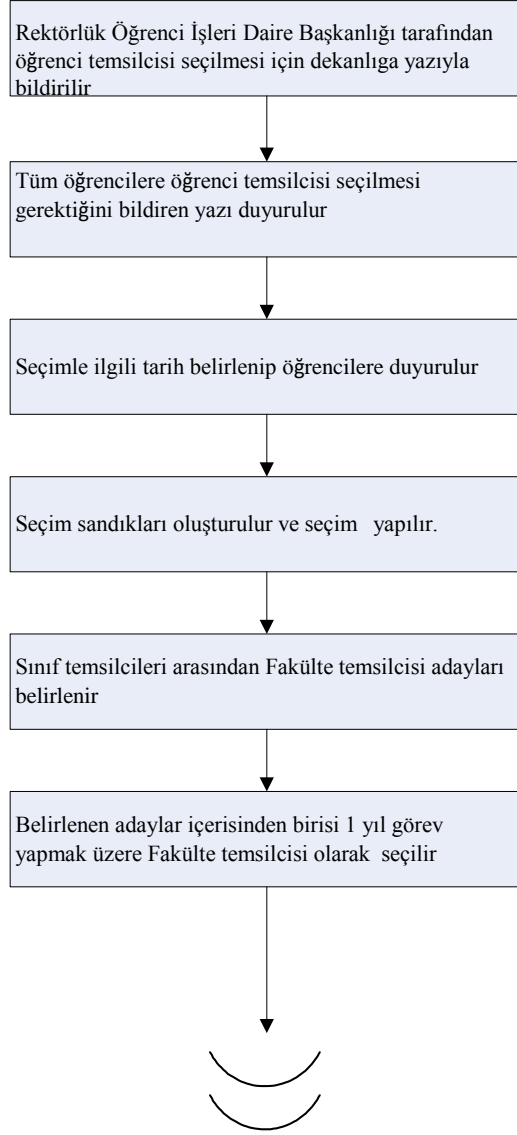 Rektörlük Öğrenci İşleri Daire Başkanlığı tarafından
öğrenci temsilcisi seçilmesi için dekanlıga yazıyla
bildirilir
Tüm öğrencilere öğrenci temsilcisi seçilmesi
gerektiğini bildiren yazı duyurulur
Seçimle ilgili tarih belirlenip öğrencilere duyurulur
Seçim sandıkları oluşturulur ve seçim yapılır.
Sınıf temsilcileri arasından Fakülte temsilcisi adayları
belirlenir
Belirlenen adaylar içerisinden birisi 1 yıl görev
yapmak üzere Fakülte temsilcisi olarak seçilir